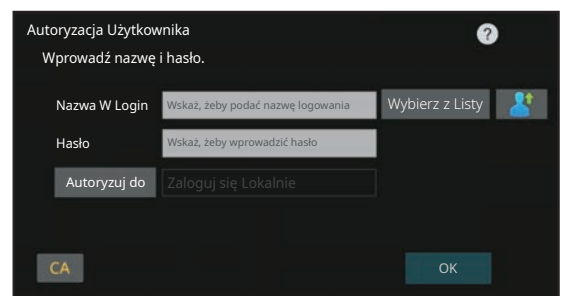 Autoryzacja Użytkownika
?
Wprowadź nazwę i hasło.
Nazwa W Login Wskaż, żeby podać nazwę logowania Wybierz z Listy
Hasło Wskaż, żeby wprowadzić hasło
Autoryzuj do Zaloguj się Lokalnie
CA OK